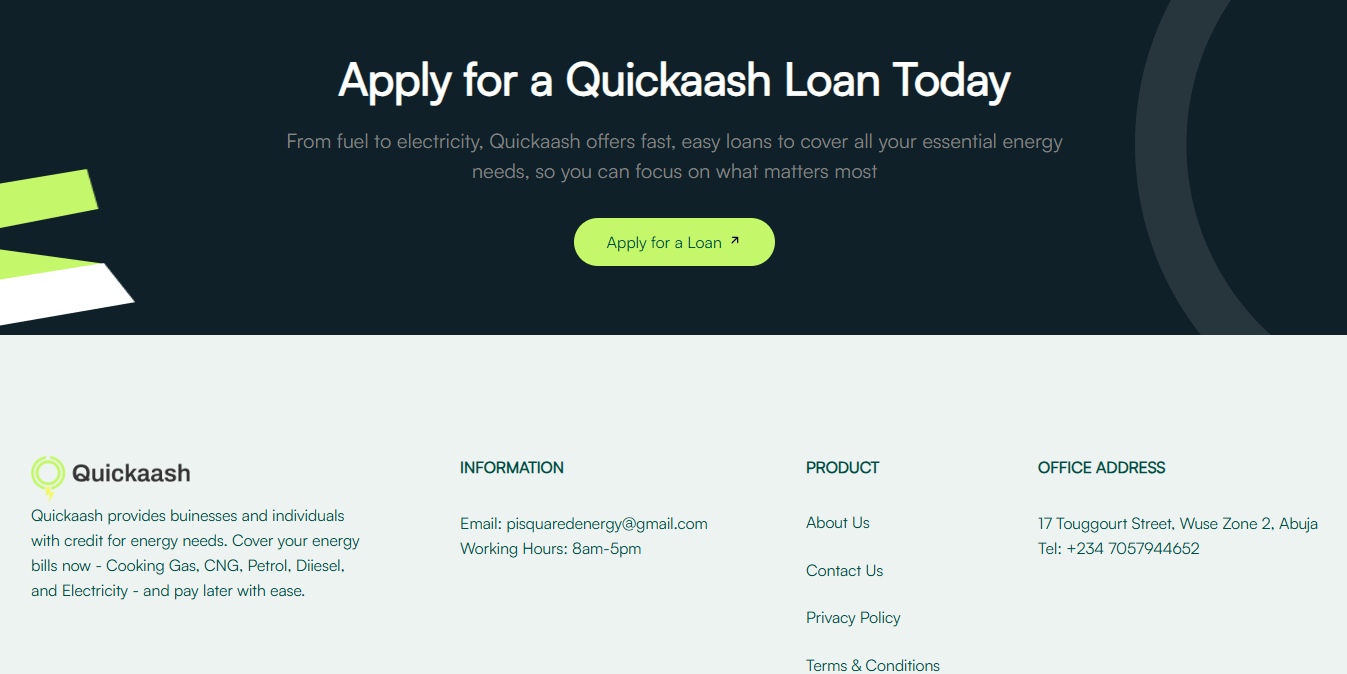 Apply for a Quickaash Loan Today
From fuel to electricity, Quickaash offers fast, easy loans to cover all your essential energy
needs, so you can focus on what matters most
Apply for a Loan
Quickaash
Quickaash provides buinesses and individuals
with credit for energy needs. Cover your energy
bills now - Cooking Gas, CNG, Petrol, Diiesel,
and Electricity - and pay later with ease.
INFORMATION
Email: pisquaredenergy@gmail.com
Working Hours: 8am-5pm
PRODUCT
About Us
Contact Us
Privacy Policy
Terms & Conditions
OFFICE ADDRESS
17 Touggourt Street, Wuse Zone 2, Abuja
Tel: +234 7057944652